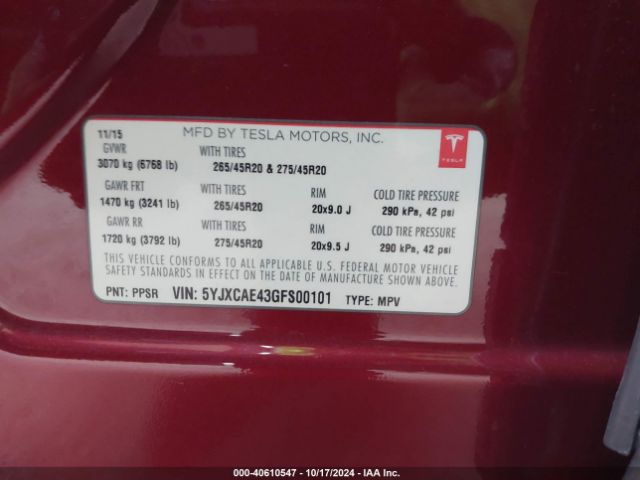 11/15 MFD BY TESLA MOTORS, INC.
GVWR WITH TIRES
3070 kg (6768 lb) 265/45R20 & 275/45R20
TESLA
GAWR FRT WITH TIRES RIM COLD TIRE PRESSURE
1470 kg (3241 lb) 265/45R20 20x9.0 J 290 kPa, 42 psi
GAWR RR WITH TIRES RIM COLD TIRE PRESSURE
1720 kg (3792 lb) 275/45R20 20x9.5 J 290 kPa, 42 psi
THIS VEHICLE CONFORMS TO ALL APPLICABLE U.S. FEDERAL MOTOR VEHICLE
SAFETY STANDARDS IN EFFECT ON THE DATE OF MANUFACTURE SHOWN ABOVE.
PNT: PPSR VIN: 5YJXCAE43GFS00101 TYPE: MPV
000-40610547 - 10/17/2024 - IAA Inc.